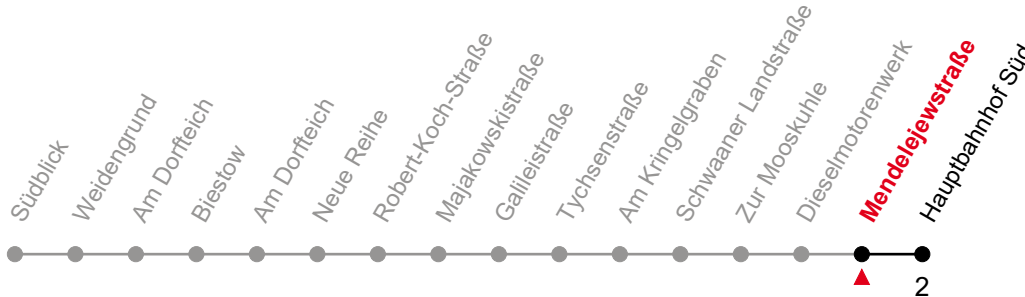 Südblick
Weidengrund
Am Dorfteich
Biestow
Am Dorfteich
Neue Reihe
Robert-Koch-Straße
Majakowskistraße
Galileistraße
Tychsenstraße
Am Kringelgraben
Schwaaner Landstraße
Zur Mooskuhle
Dieselmotorenwerk
Mendelejewstraße
Hauptbahnhof Süd
2